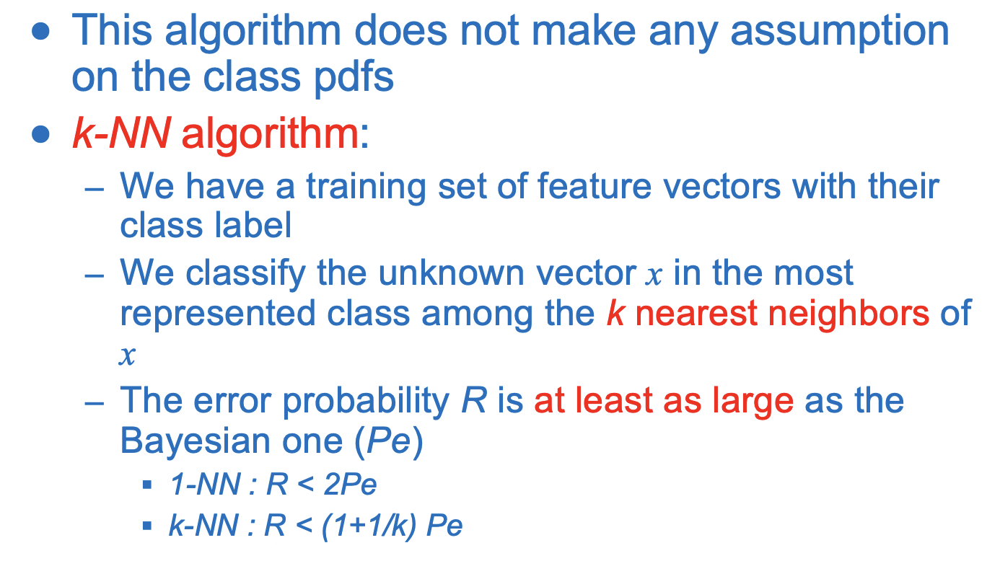 • This algorithm does not make any assumption
on the class pdfs
• k-NN algorithm:
– We have a training set of feature vectors with their
class label
– We classify the unknown vector x in the most
represented class among the k nearest neighbors of
x
– The error probability R is at least as large as the
Bayesian one (Pe)
▪ 1-NN : R < 2Pe
▪ k-NN : R < (1+1/k) Pe